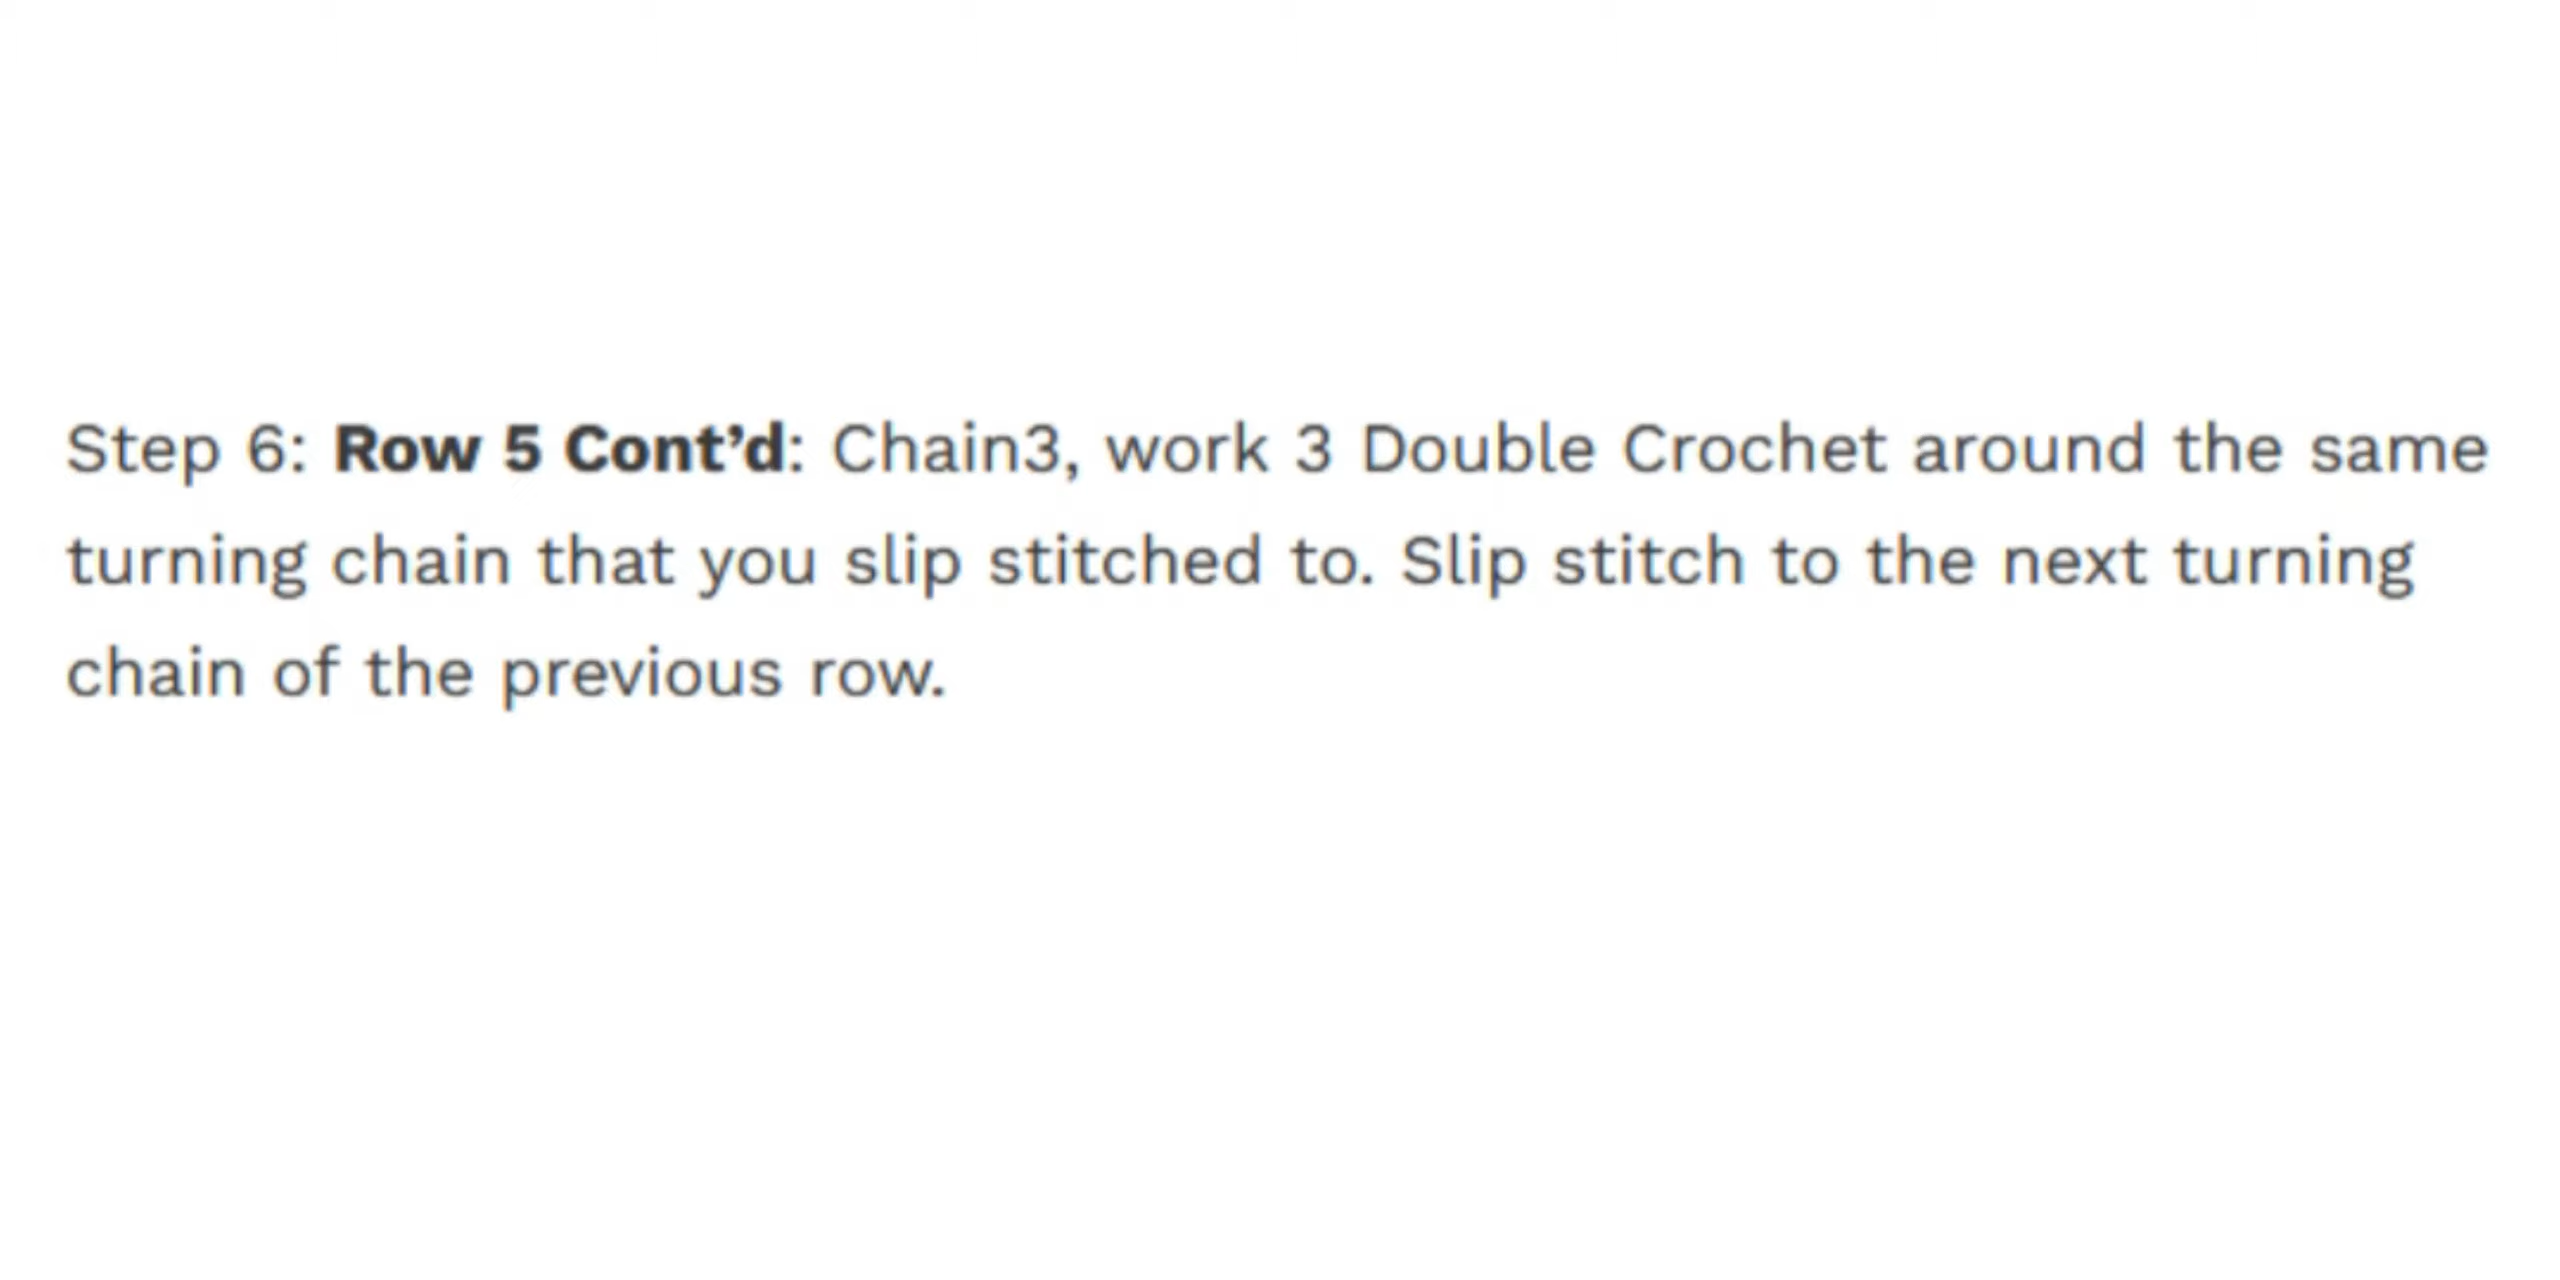 Step 6: Row 5 Cont’d: Chain3, work 3 Double Crochet around the same
turning chain that you slip stitched to. Slip stitch to the next turning
chain of the previous row.